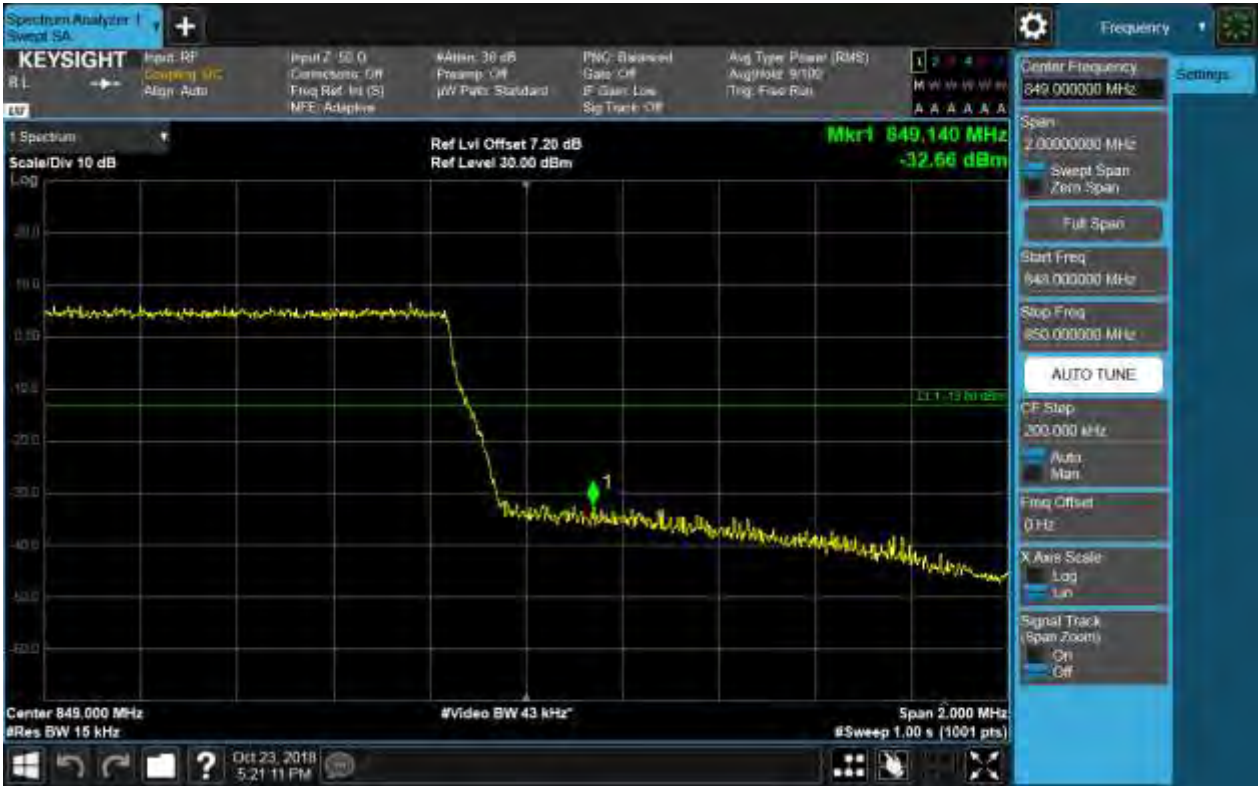 Spectrum Analyzer 1
Swept SA
Frequency
KEYSIGHT
Input: RF
Coupling: DC
Align: Auto
Input Z: 50 Ω
Corrections: Off
Freq Ref: Int (S)
NFE: Adaptive
#Atten: 30 dB
Preamp: Off
µW Path: Standard
PNO: Balanced
Gate: Off
IF Gain: Low
Sig Track: Off
Avg Type: Power (RMS)
Avg|Hold: 9/100
Trig: Free Run
A A A A A A
Center Frequency
849.000000 MHz
Settings
Span
2.00000000 MHz
Swept Span
Zero Span
Full Span
Start Freq
848.000000 MHz
Stop Freq
850.000000 MHz
AUTO TUNE
CF Step
200.000 kHz
Auto
Man
Freq Offset
0 Hz
X Axis Scale
Log
Lin
Signal Track
(Span Zoom)
On
Off
1 Spectrum
Scale/Div 10 dB
Ref Lvl Offset 7.20 dB
Ref Level 30.00 dBm
Mkr1 849.140 MHz
-32.66 dBm
Log
20.0
10.0
0.00
-10.0
-20.0
-30.0
-40.0
-50.0
-60.0
1
Center 849.000 MHz
#Res BW 15 kHz
#Video BW 43 kHz*
Span 2.000 MHz
#Sweep 1.00 s (1001 pts)
Oct 23, 2018
5:21:11 PM